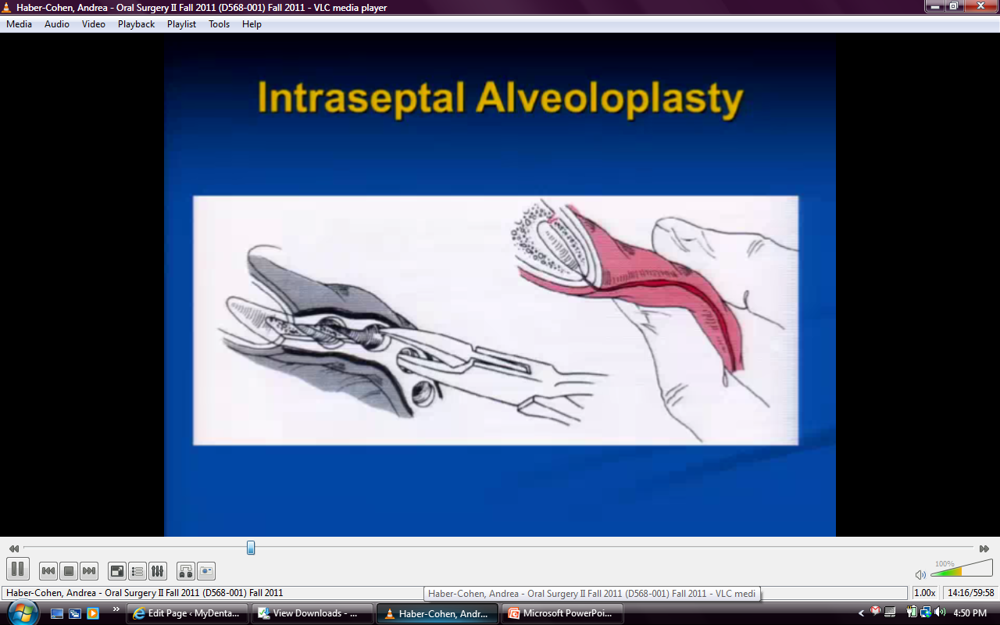 Haber-Cohen, Andrea - Oral Surgery II Fall 2011 (D568-001) Fall 2011 - VLC media player
Media Audio Video Playback Playlist Tools Help
Intraseptal Alveoloplasty
100%
Haber-Cohen, Andrea - Oral Surgery II Fall 2011 (D568-001) Fall 2011
Haber-Cohen, Andrea - Oral Surgery II Fall 2011 (D568-001) Fall 2011 - VLC medi
1.00x
14:16/59:58
Edit Page ‹ MyDenta...
View Downloads - ...
Haber-Cohen, Andr...
Microsoft PowerPoi...
4:50 PM